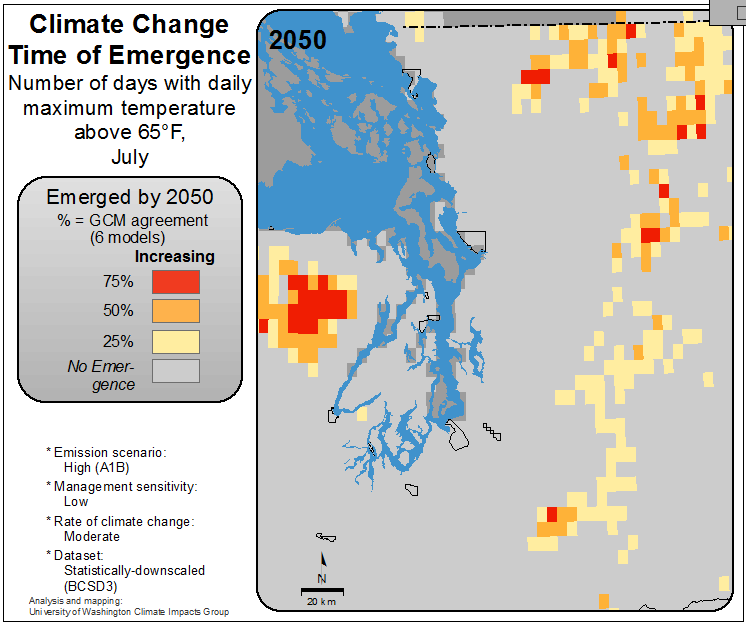 Climate Change
Time of Emergence
Number of days with daily
maximum temperature
above 65°F,
July
Emerged by 2050
% = GCM agreement
(6 models)
Increasing
75%
50%
25%
No Emer-
gence
* Emission scenario:
High (A1B)
* Management sensitivity:
Low
* Rate of climate change:
Moderate
* Dataset:
Statistically-downscaled
(BCSD3)
Analysis and mapping:
University of Washington Climate Impacts Group
2050
N
20 km